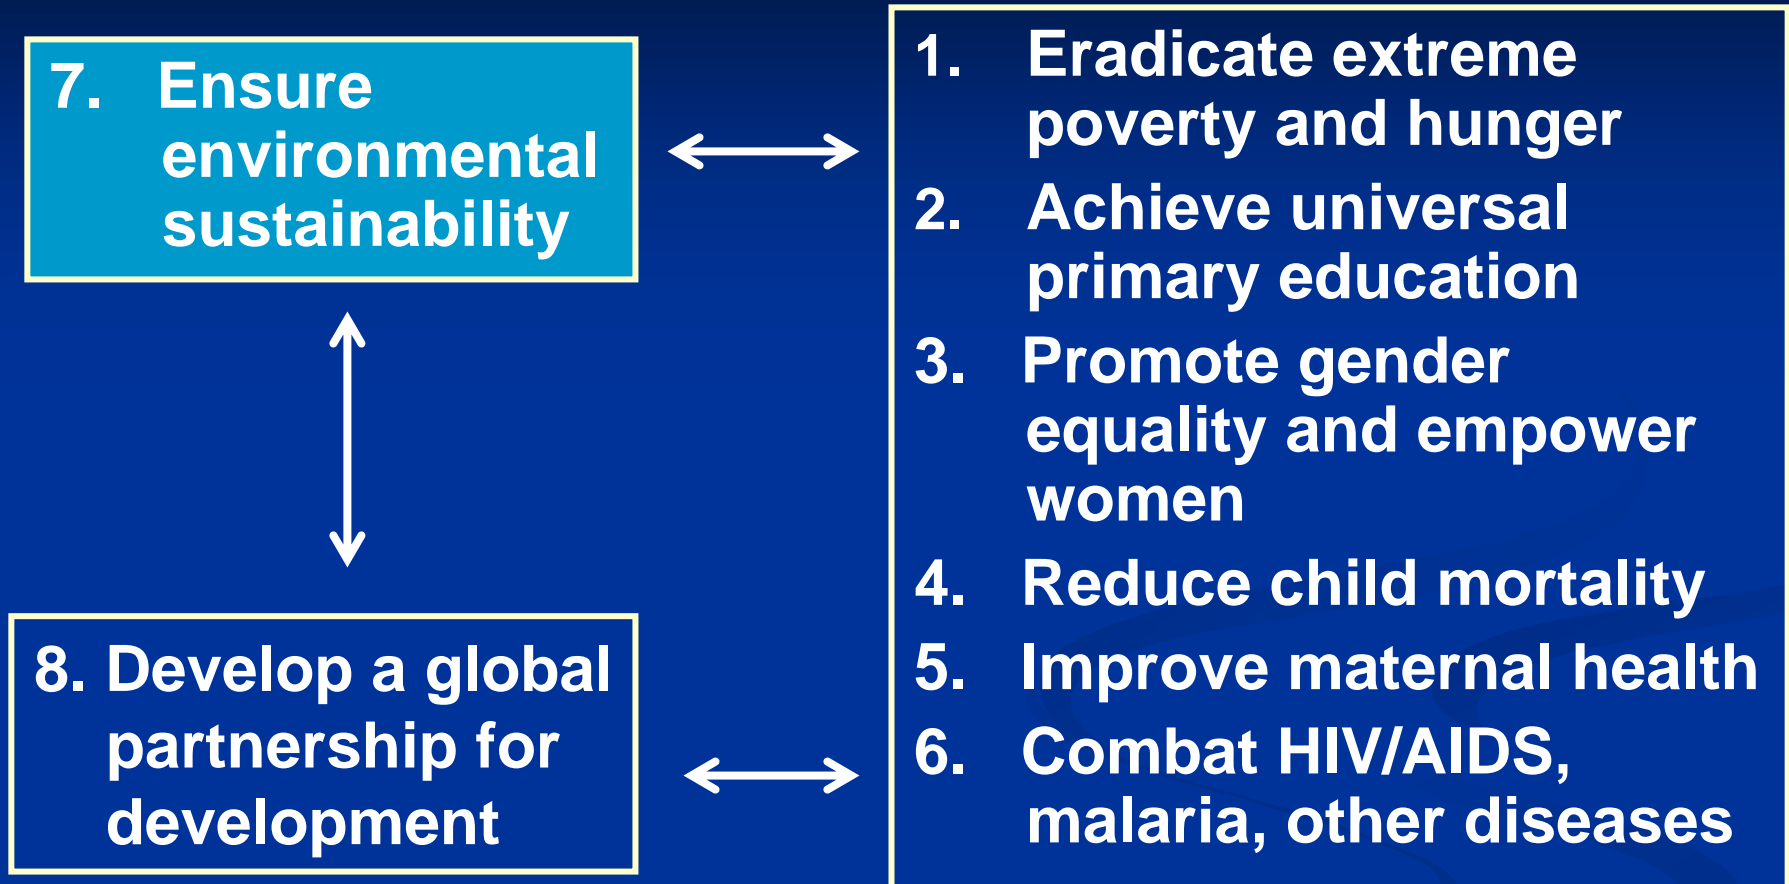 7. Ensure
environmental
sustainability
8. Develop a global
partnership for
development
1. Eradicate extreme
poverty and hunger
2. Achieve universal
primary education
3. Promote gender
equality and empower
women
4. Reduce child mortality
5. Improve maternal health
6. Combat HIV/AIDS,
malaria, other diseases